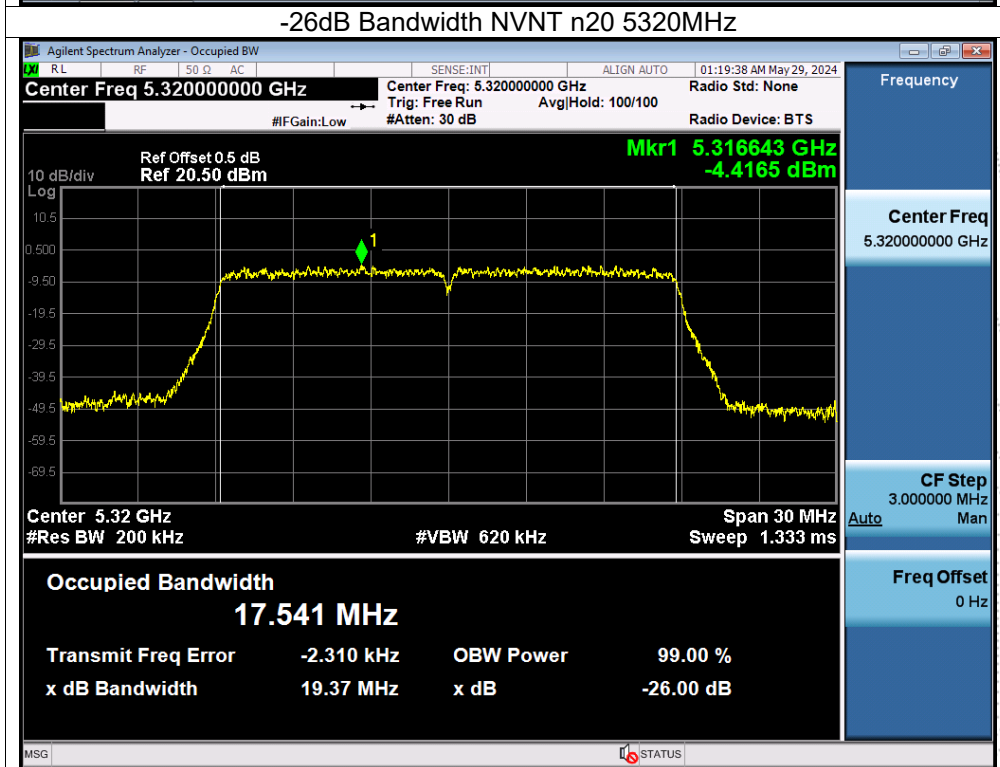 -26dB Bandwidth NVNT n20 5320MHz
Agilent Spectrum Analyzer - Occupied BW
LXI RL RF 50 Ω AC SENSE:INT ALIGN AUTO 01:19:38 AM May 29, 2024
Center Freq 5.320000000 GHz Center Freq: 5.320000000 GHz Radio Std: None Frequency
Trig: Free Run Avg|Hold: 100/100
#IFGain:Low #Atten: 30 dB Radio Device: BTS
Mkr1 5.316643 GHz
-4.4165 dBm
Ref Offset 0.5 dB
10 dB/div Ref 20.50 dBm
Log
10.5
0.500
-9.50
-19.5
-29.5
-39.5
-49.5
-59.5
-69.5
1
Center 5.32 GHz Span 30 MHz
#Res BW 200 kHz #VBW 620 kHz Sweep 1.333 ms
Occupied Bandwidth
17.541 MHz
Transmit Freq Error -2.310 kHz OBW Power 99.00 %
x dB Bandwidth 19.37 MHz x dB -26.00 dB
Center Freq
5.320000000 GHz
CF Step
3.000000 MHz
Auto Man
Freq Offset
0 Hz
MSG STATUS